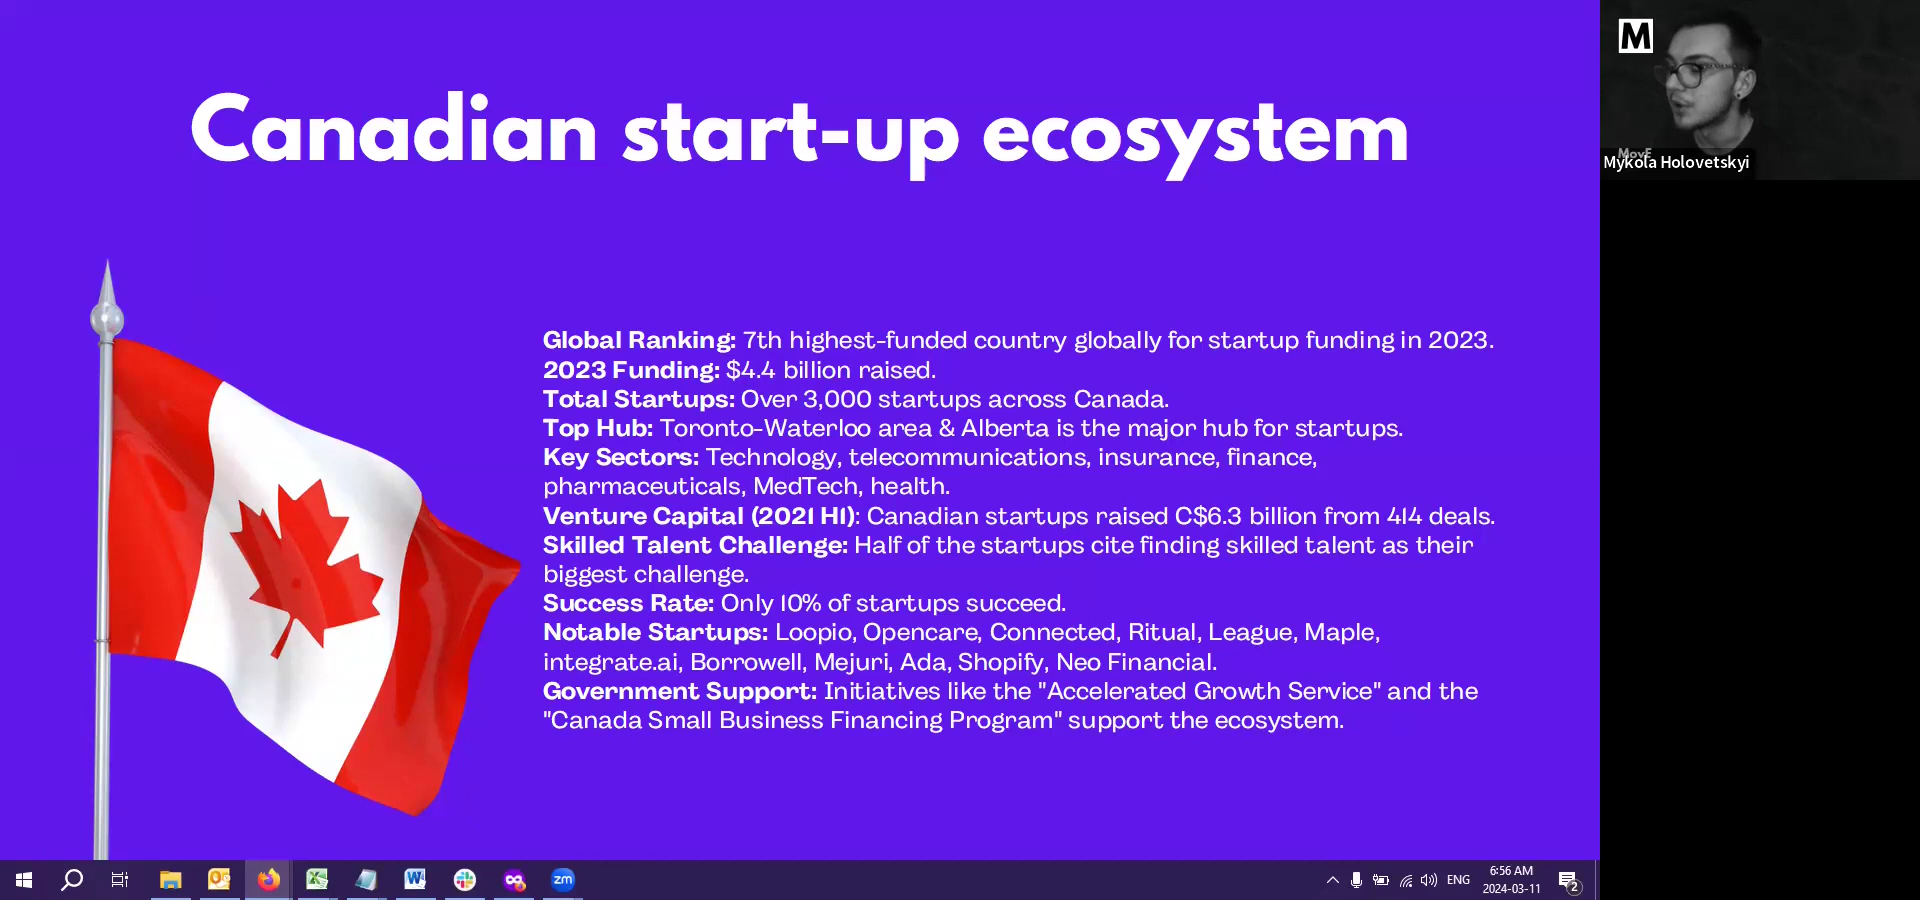 Canadian start-up ecosystem
Global Ranking: 7th highest-funded country globally for startup funding in 2023.
2023 Funding: $4.4 billion raised.
Total Startups: Over 3,000 startups across Canada.
Top Hub: Toronto-Waterloo area & Alberta is the major hub for startups.
Key Sectors: Technology, telecommunications, insurance, finance,
pharmaceuticals, MedTech, health.
Venture Capital (2021 H1): Canadian startups raised C$6.3 billion from 414 deals.
Skilled Talent Challenge: Half of the startups cite finding skilled talent as their
biggest challenge.
Success Rate: Only 10% of startups succeed.
Notable Startups: Loopio, Opencare, Connected, Ritual, League, Maple,
integrate.ai, Borrowell, Mejuri, Ada, Shopify, Neo Financial.
Government Support: Initiatives like the "Accelerated Growth Service" and the
"Canada Small Business Financing Program" support the ecosystem.
M
Mykola Holovetskyi
zm
ENG
6:56 AM
2024-03-11
2